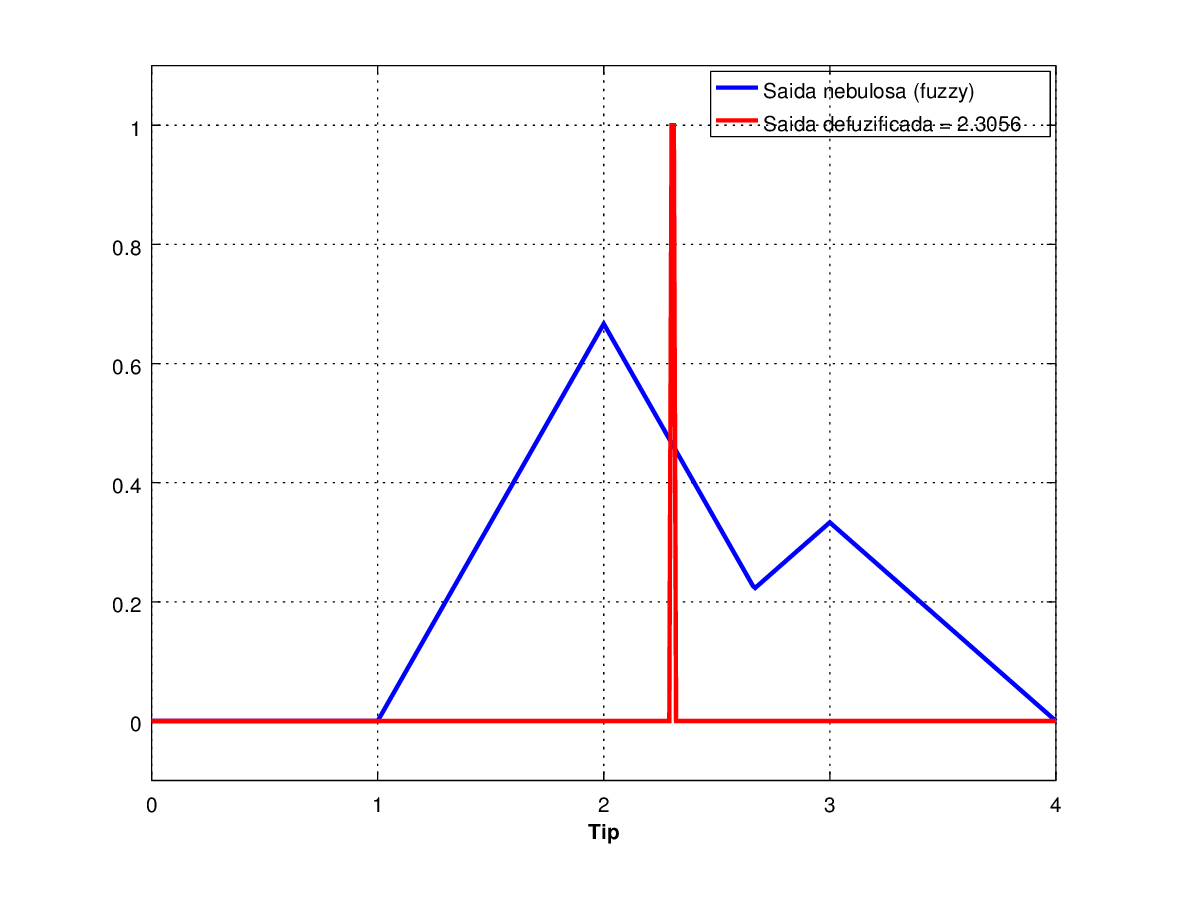 Saida nebulosa (fuzzy)
Saida defuzificada = 2.3056
1
0.8
0.6
0.4
0.2
0
0 1 2 3 4
Tip